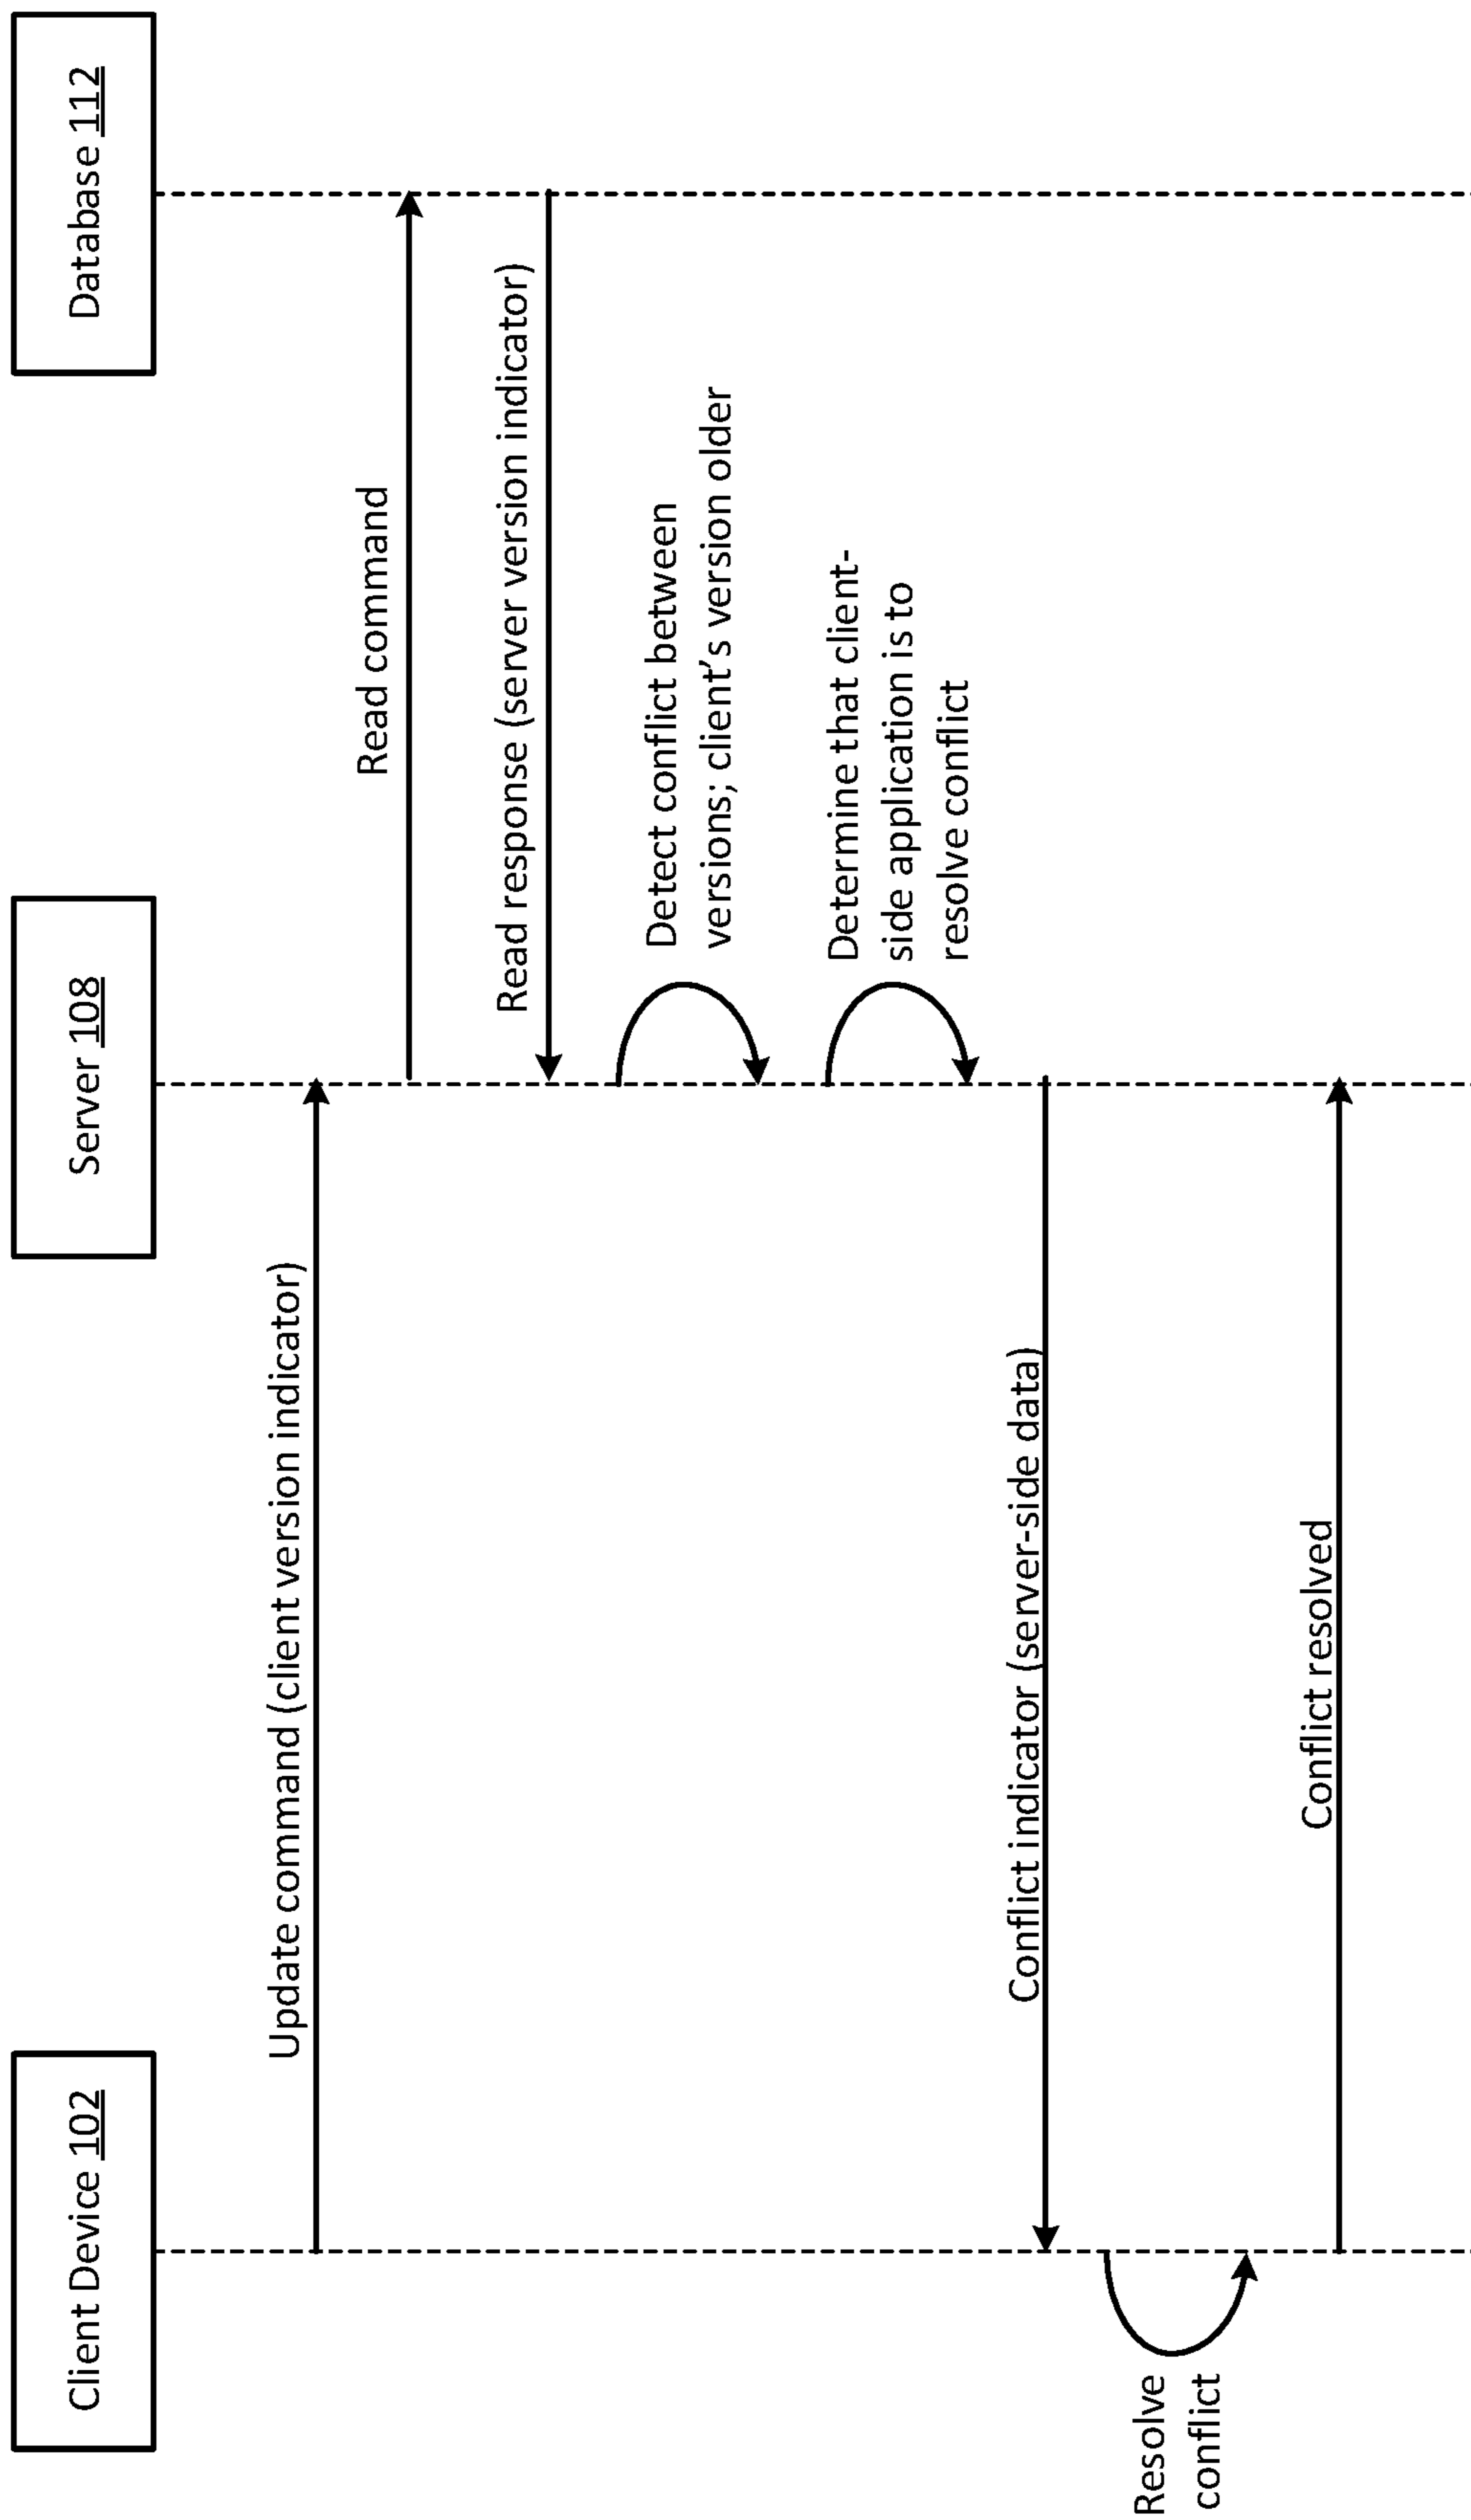 Client Device 102
Server 108
Database 112
Update command (client version indicator)
Read command
Read response (server version indicator)
Detect conflict between
versions; client's version older
Determine that client-
side application is to
resolve conflict
Conflict indicator (server-side data)
Resolve
conflict
Conflict resolved